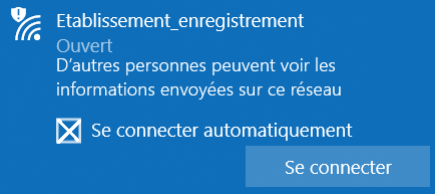 Etablissement_enregistrement
Ouvert
D'autres personnes peuvent voir les
informations envoyées sur ce réseau
Se connecter automatiquement
Se connecter